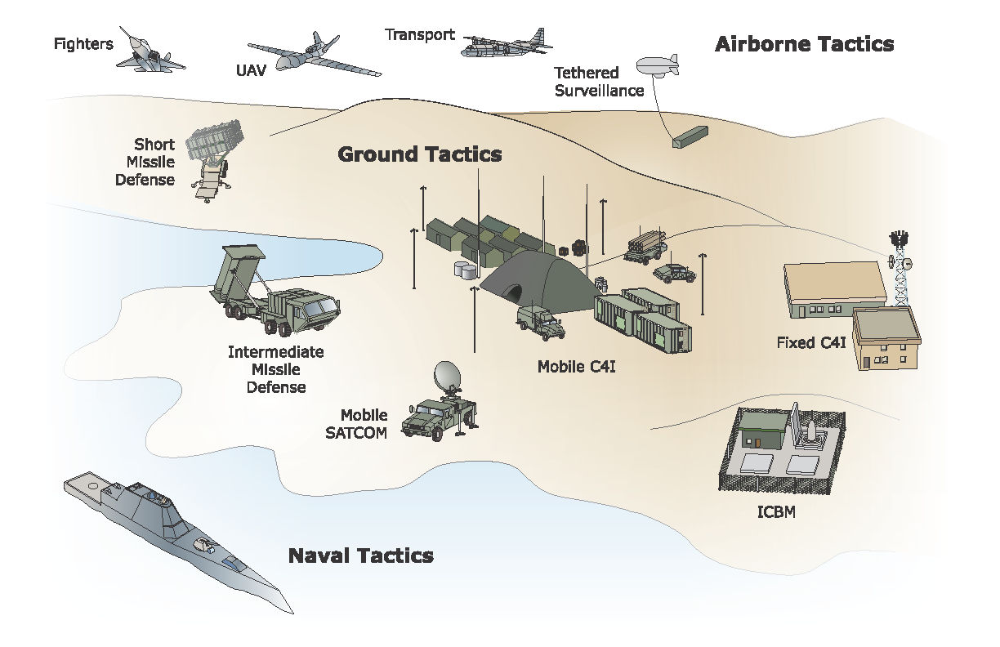 Fighters
UAV
Transport
Tethered
Surveillance
Airborne Tactics
Short
Missile
Defense
Ground Tactics
Intermediate
Missile
Defense
Mobile C4I
Fixed C4I
Mobile
SATCOM
ICBM
Naval Tactics